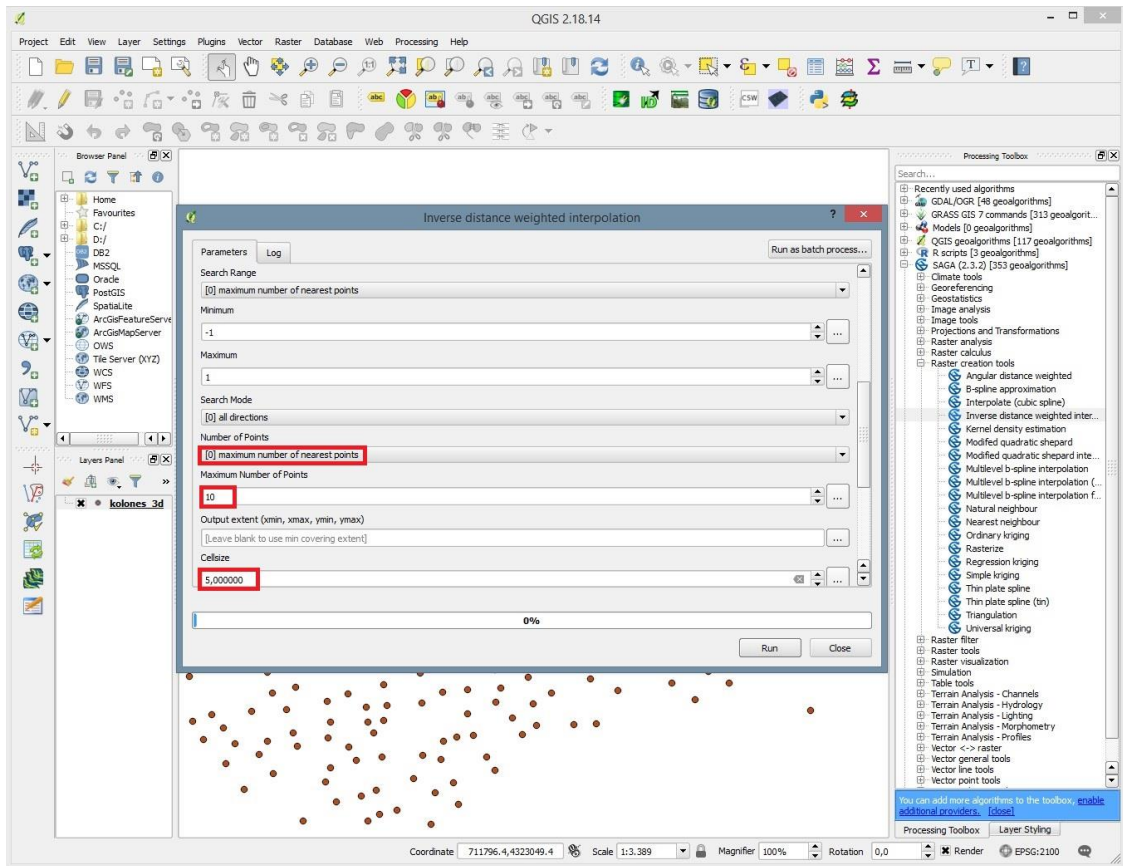 QGIS 2.18.14
Project Edit View Layer Settings Plugins Vector Raster Database Web Processing Help
Browser Panel
Home
Favourites
C:/
D:/
DB2
MSSQL
Oracle
PostGIS
SpatiaLite
ArcGisFeatureServe
ArcGisMapServer
OWS
Tile Server (XYZ)
WCS
WFS
WMS
Layers Panel
kolones_3d
Inverse distance weighted interpolation
Parameters Log Run as batch process...
Search Range
[0] maximum number of nearest points
Minimum
-1
Maximum
1
Search Mode
[0] all directions
Number of Points
[0] maximum number of nearest points
Maximum Number of Points
10
Output extent (xmin, xmax, ymin, ymax)
[Leave blank to use min covering extent]
Cellsize
5,000000
0%
Run Close
Processing Toolbox
Search...
Recently used algorithms
GDAL/OGR [48 geoalgorithms]
GRASS GIS 7 commands [313 geoalgorit...
Models [0 geoalgorithms]
QGIS geoalgorithms [117 geoalgorithms]
R scripts [3 geoalgorithms]
SAGA (2.3.2) [353 geoalgorithms]
Climate tools
Georeferencing
Geostatistics
Image analysis
Image tools
Projections and Transformations
Raster analysis
Raster calculus
Raster creation tools
Angular distance weighted
B-spline approximation
Interpolate (cubic spline)
Inverse distance weighted inter...
Kernel density estimation
Modifed quadratic shepard
Modified quadratic shepard inte...
Multilevel b-spline interpolation
Multilevel b-spline interpolation (...
Multilevel b-spline interpolation f...
Natural neighbour
Nearest neighbour
Ordinary kriging
Rasterize
Regression kriging
Simple kriging
Thin plate spline
Thin plate spline (tin)
Triangulation
Universal kriging
Raster filter
Raster tools
Raster visualization
Simulation
Table tools
Terrain Analysis - Channels
Terrain Analysis - Hydrology
Terrain Analysis - Lighting
Terrain Analysis - Morphometry
Terrain Analysis - Profiles
Vector <-> raster
Vector general tools
Vector line tools
Vector point tools
You can add more algorithms to the toolbox, enable
additional providers. [close]
Processing Toolbox Layer Styling
Coordinate 711796.4,4323049.4 Scale 1:3.389 Magnifier 100% Rotation 0,0 Render EPSG:2100